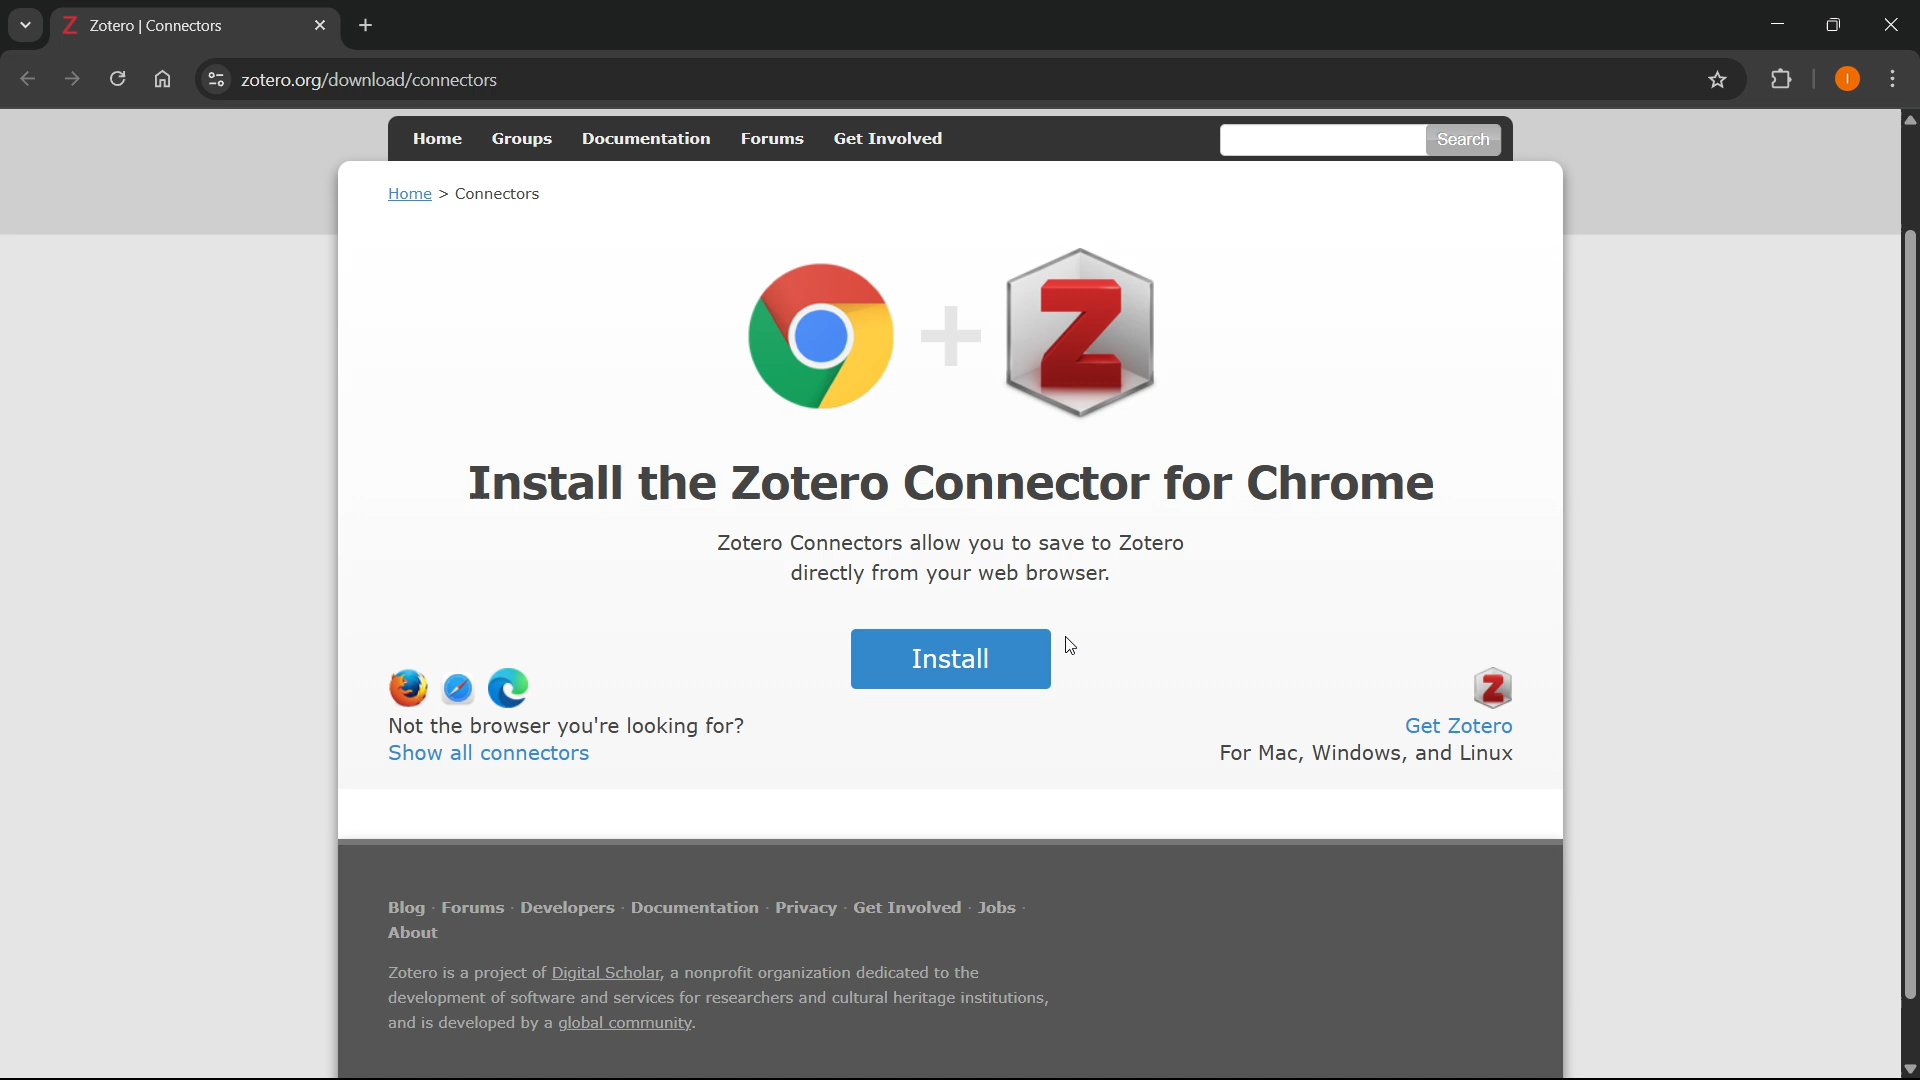 Zotero | Connectors
zotero.org/download/connectors
I
Home Groups Documentation Forums Get Involved Search
Home > Connectors
Z
Install the Zotero Connector for Chrome
Zotero Connectors allow you to save to Zotero
directly from your web browser.
Install
Not the browser you're looking for?
Show all connectors
Get Zotero
For Mac, Windows, and Linux
Blog · Forums · Developers · Documentation · Privacy · Get Involved · Jobs ·
About
Zotero is a project of Digital Scholar, a nonprofit organization dedicated to the
development of software and services for researchers and cultural heritage institutions,
and is developed by a global community.